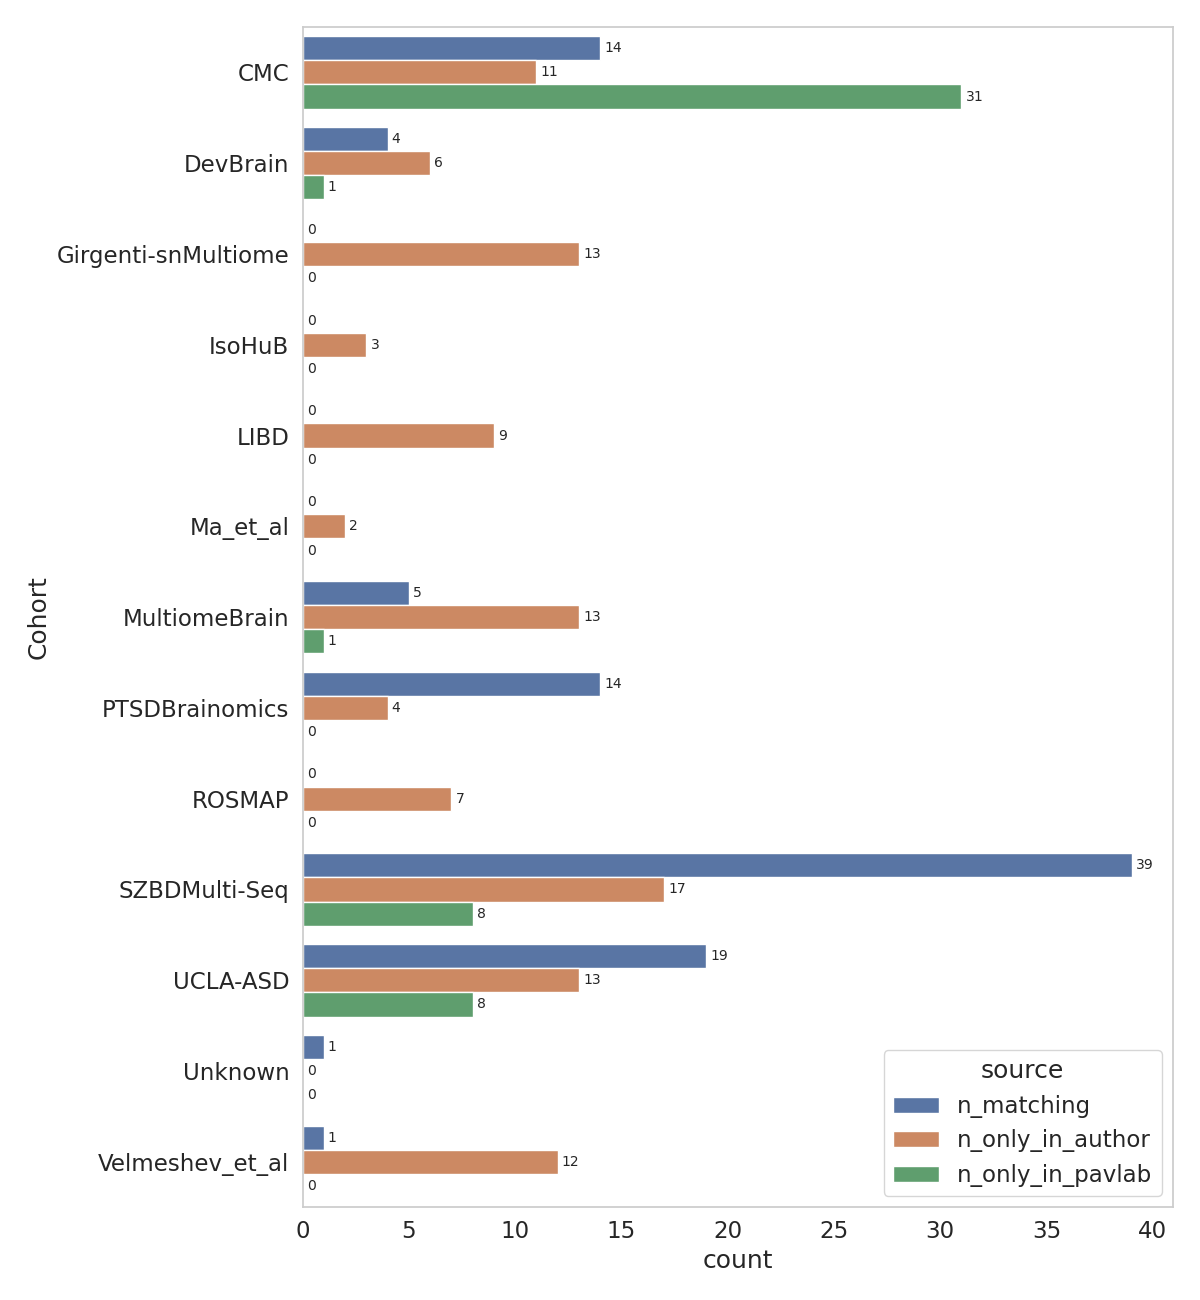 Cohort
CMC
14
11
31
DevBrain
4
6
1
Girgenti-snMultiome
0
13
0
IsoHuB
0
3
0
LIBD
0
9
0
Ma_et_al
0
2
0
MultiomeBrain
5
13
1
PTSDBrainomics
14
4
0
ROSMAP
0
7
0
SZBDMulti-Seq
39
17
8
UCLA-ASD
19
13
8
Unknown
1
0
0
Velmeshev_et_al
1
12
0
source
n_matching
n_only_in_author
n_only_in_pavlab
0 5 10 15 20 25 30 35 40
count